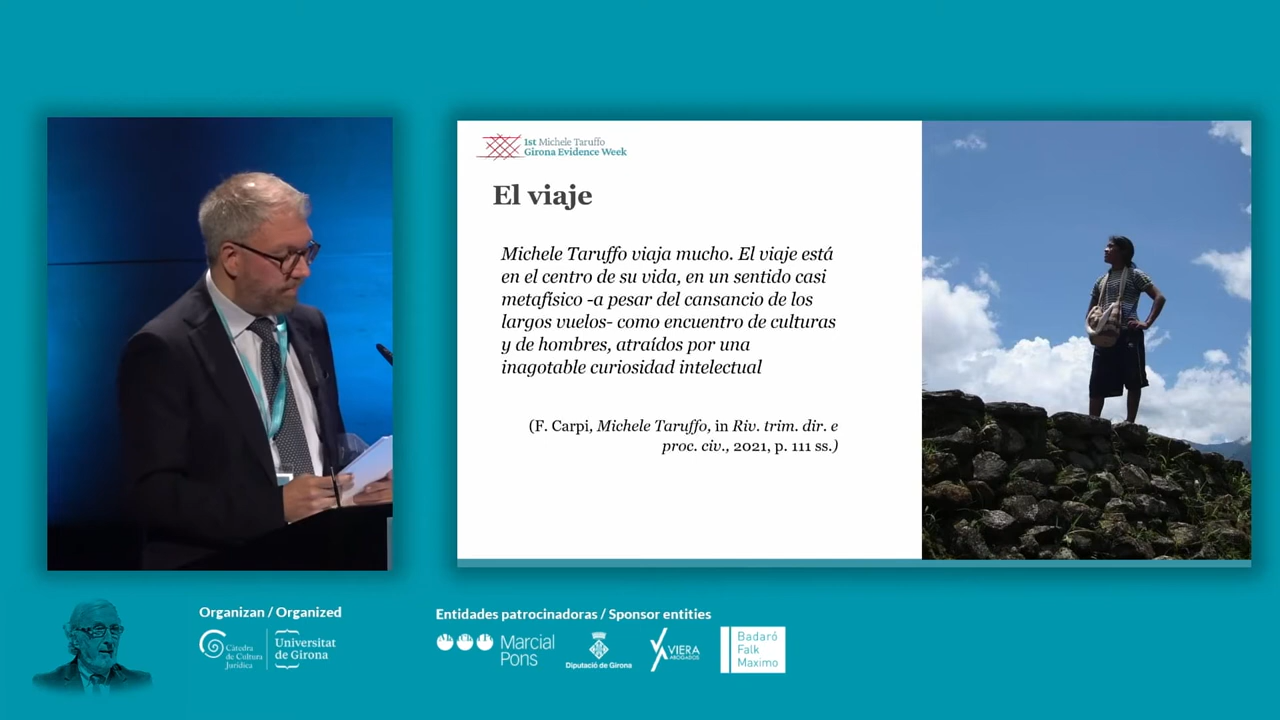 1st Michele Taruffo
Girona Evidence Week
El viaje
Michele Taruffo viaja mucho. El viaje está
en el centro de su vida, en un sentido casi
metafísico -a pesar del cansancio de los
largos vuelos- como encuentro de culturas
y de hombres, atraídos por una
inagotable curiosidad intelectual
(F. Carpi, Michele Taruffo, in Riv. trim. dir. e
proc. civ., 2021, p. 111 ss.)
Organizan / Organized
Càtedra
de Cultura
Jurídica
Universitat
de Girona
Entidades patrocinadoras / Sponsor entities
Marcial
Pons
Diputació de Girona
VIERA
ABOGADOS
Badaró
Falk
Maximo